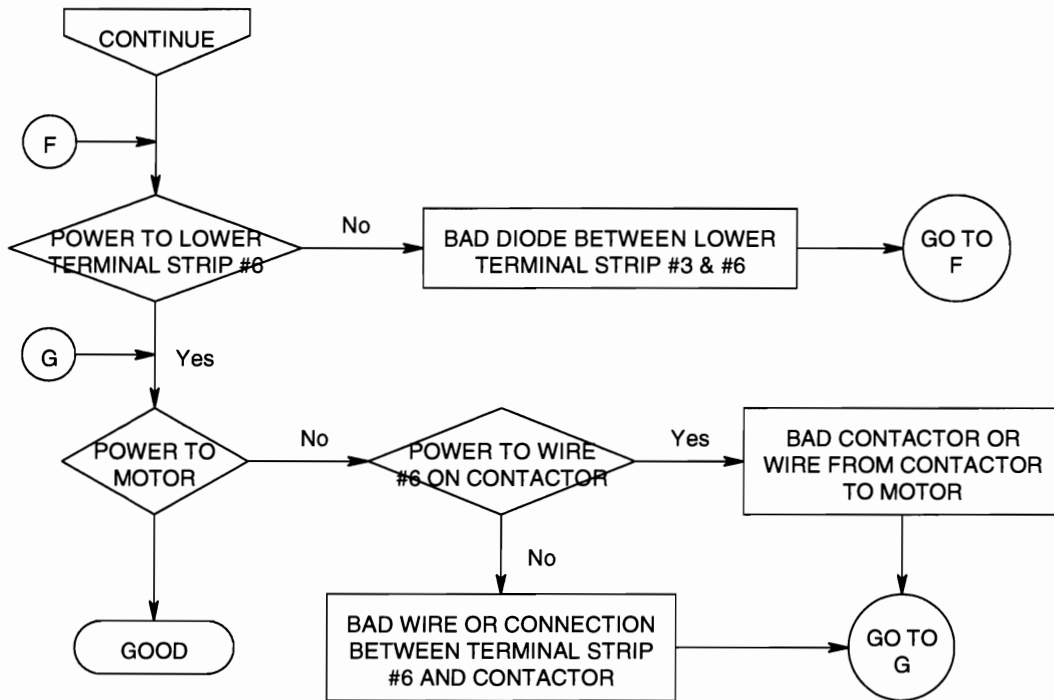 CONTINUE
F
POWER TO LOWER
TERMINAL STRIP #6
No
BAD DIODE BETWEEN LOWER
TERMINAL STRIP #3 & #6
GO TO
F
G
Yes
POWER TO
MOTOR
No
POWER TO WIRE
#6 ON CONTACTOR
Yes
BAD CONTACTOR OR
WIRE FROM CONTACTOR
TO MOTOR
No
GOOD
BAD WIRE OR CONNECTION
BETWEEN TERMINAL STRIP
#6 AND CONTACTOR
GO TO
G